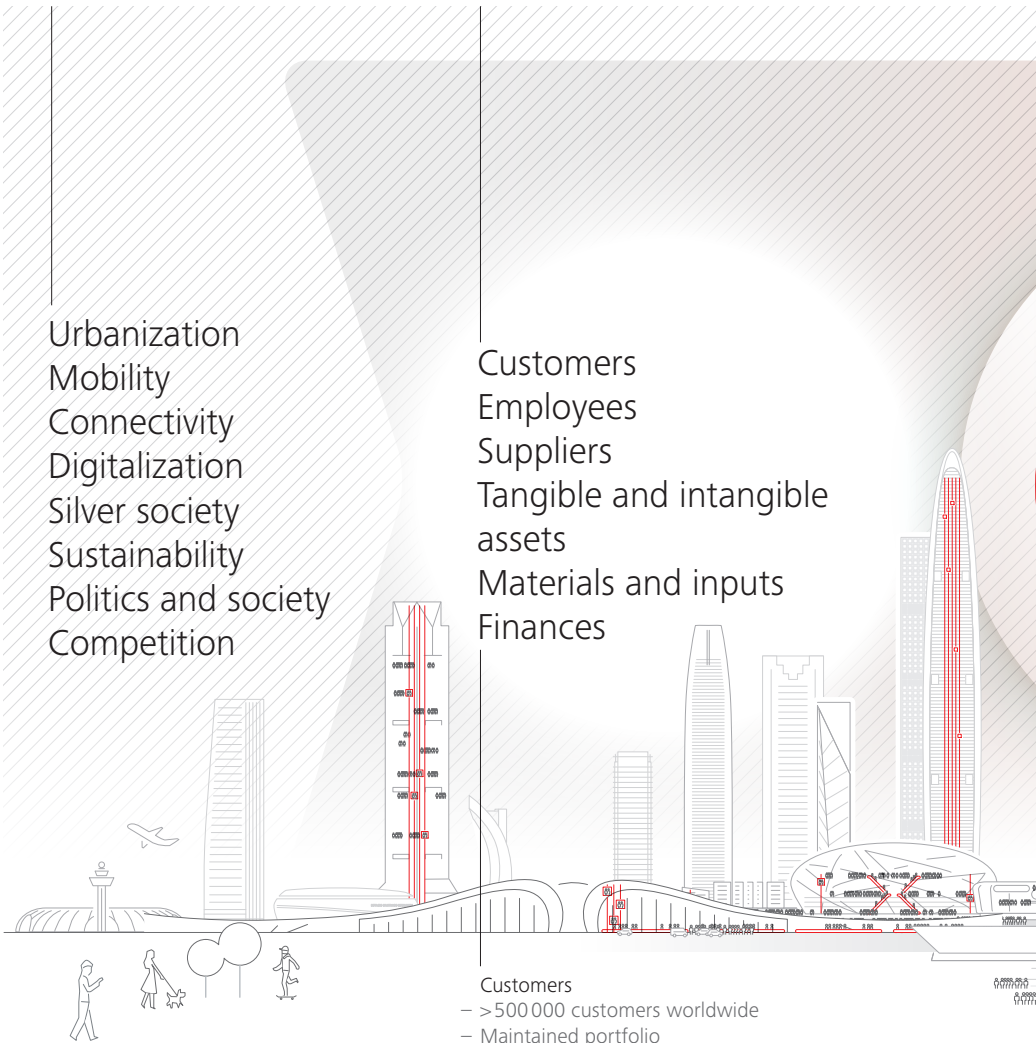 Urbanization
Mobility
Connectivity
Digitalization
Silver society
Sustainability
Politics and society
Competition
Customers
Employees
Suppliers
Tangible and intangible
assets
Materials and inputs
Finances
Customers
– >500 000 customers worldwide
– Maintained portfolio